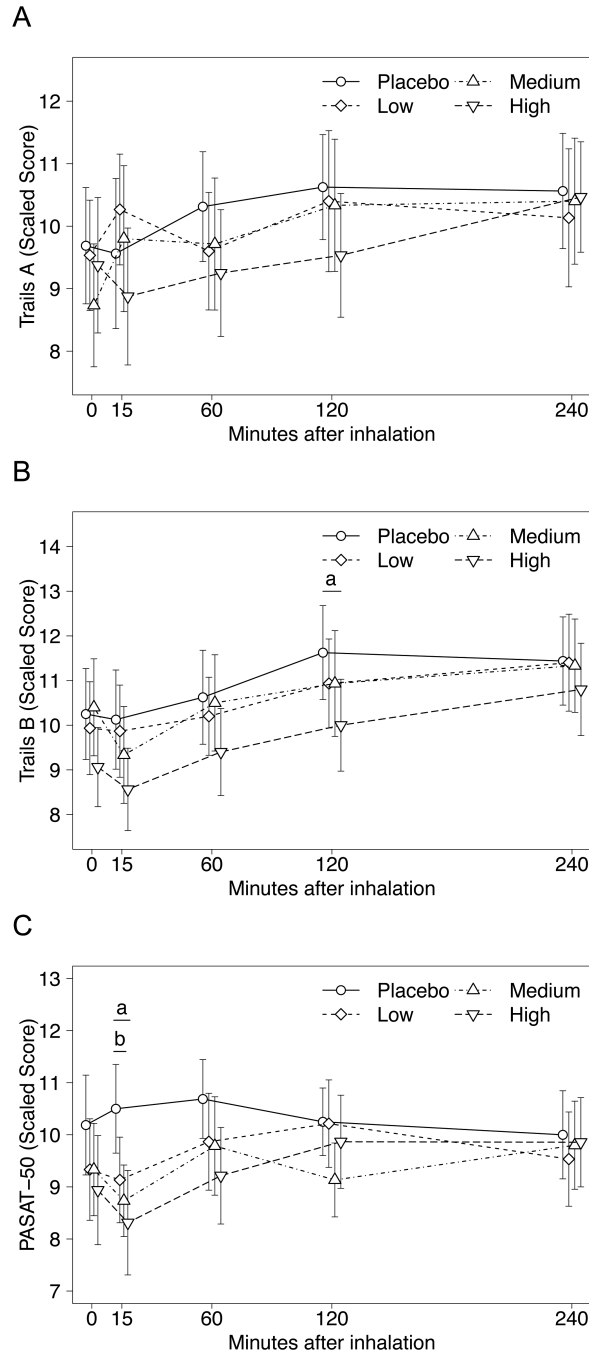 A
Placebo Medium
Low High
12
11
10
9
8
Trails A (Scaled Score)
0 15 60 120 240
Minutes after inhalation
B
Placebo Medium
Low High
a
14
13
12
11
10
9
8
Trails B (Scaled Score)
0 15 60 120 240
Minutes after inhalation
C
Placebo Medium
Low High
a
b
13
12
11
10
9
8
7
PASAT−50 (Scaled Score)
0 15 60 120 240
Minutes after inhalation